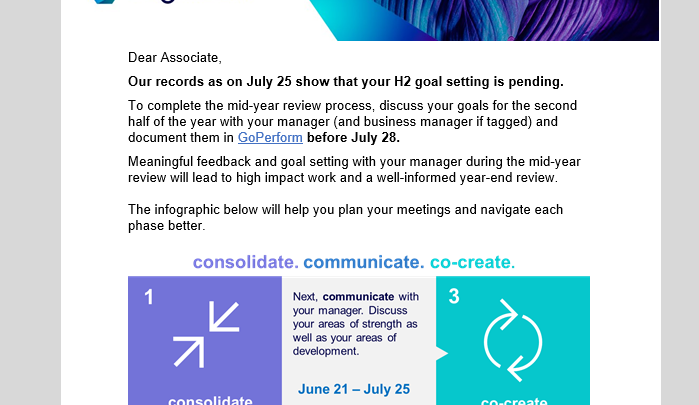 Dear Associate,
Our records as on July 25 show that your H2 goal setting is pending.
To complete the mid-year review process, discuss your goals for the second
half of the year with your manager (and business manager if tagged) and
document them in GoPerform before July 28.
Meaningful feedback and goal setting with your manager during the mid-year
review will lead to high impact work and a well-informed year-end review.
The infographic below will help you plan your meetings and navigate each
phase better.
consolidate. communicate. co-create.
1
consolidate
Next, communicate with
your manager. Discuss
your areas of strength as
well as your areas of
development.
June 21 – July 25
3
co-create